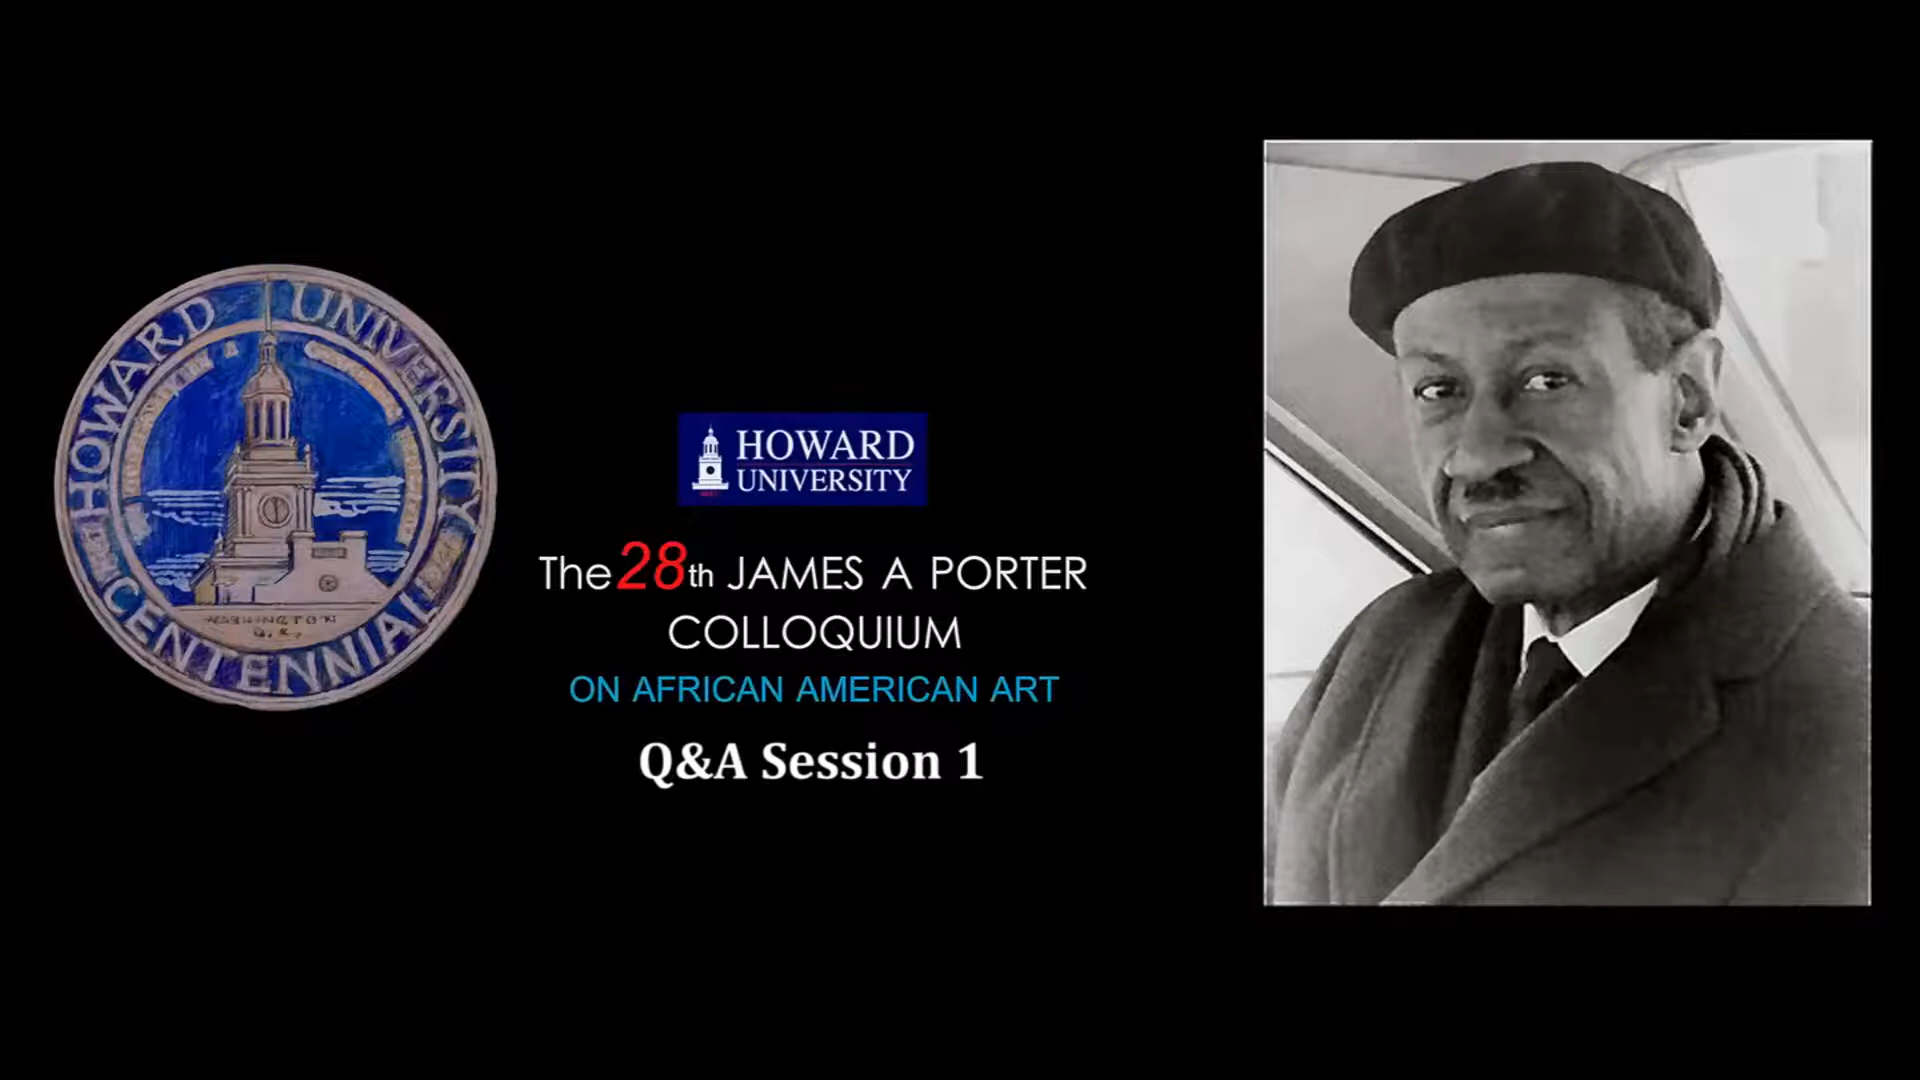 HOWARD UNIVERSITY
CENTENNIAL
WASHINGTON
D.C.
HOWARD
UNIVERSITY
The 28th JAMES A PORTER
COLLOQUIUM
ON AFRICAN AMERICAN ART
Q&A Session 1